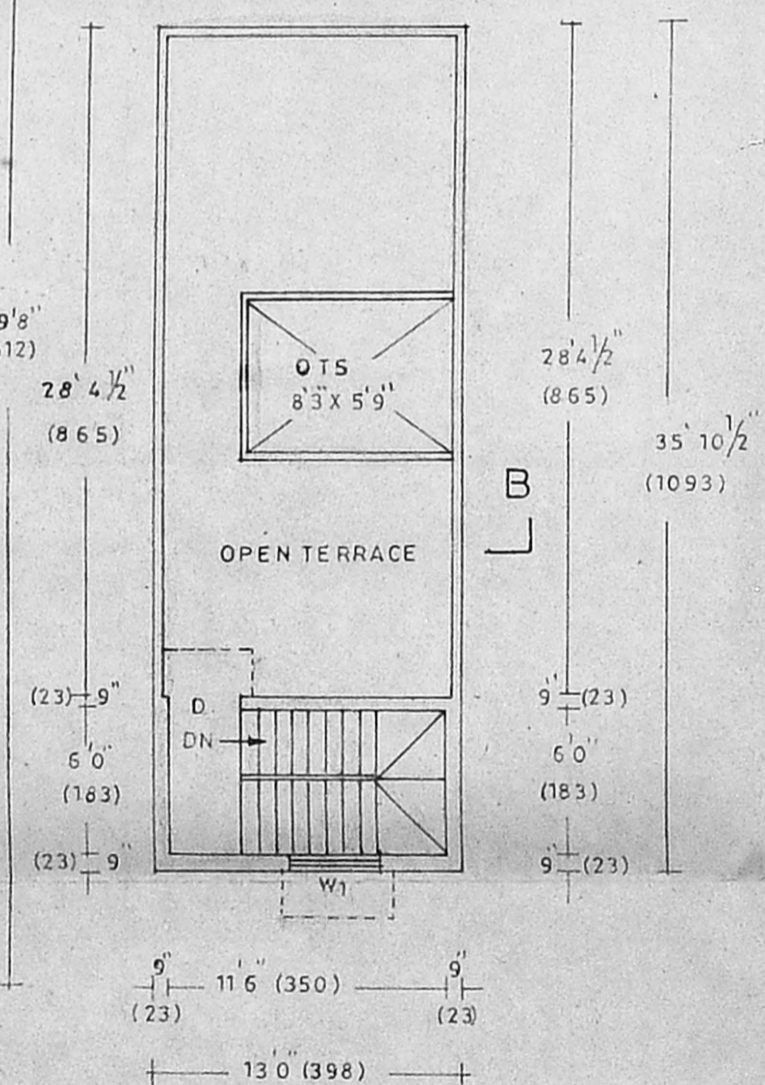 9'8"
12)
28' 4 1/2"
(865)
OTS
8'3" X 5'9"
28' 4 1/2"
(865)
35' 10 1/2"
(1093)
B
OPEN TERRACE
(23) 9"
D
DN
9" (23)
6'0"
(183)
6'0"
(183)
(23) 9"
W1
9" (23)
9"
11'6" (350)
9"
(23)
(23)
13'0" (398)